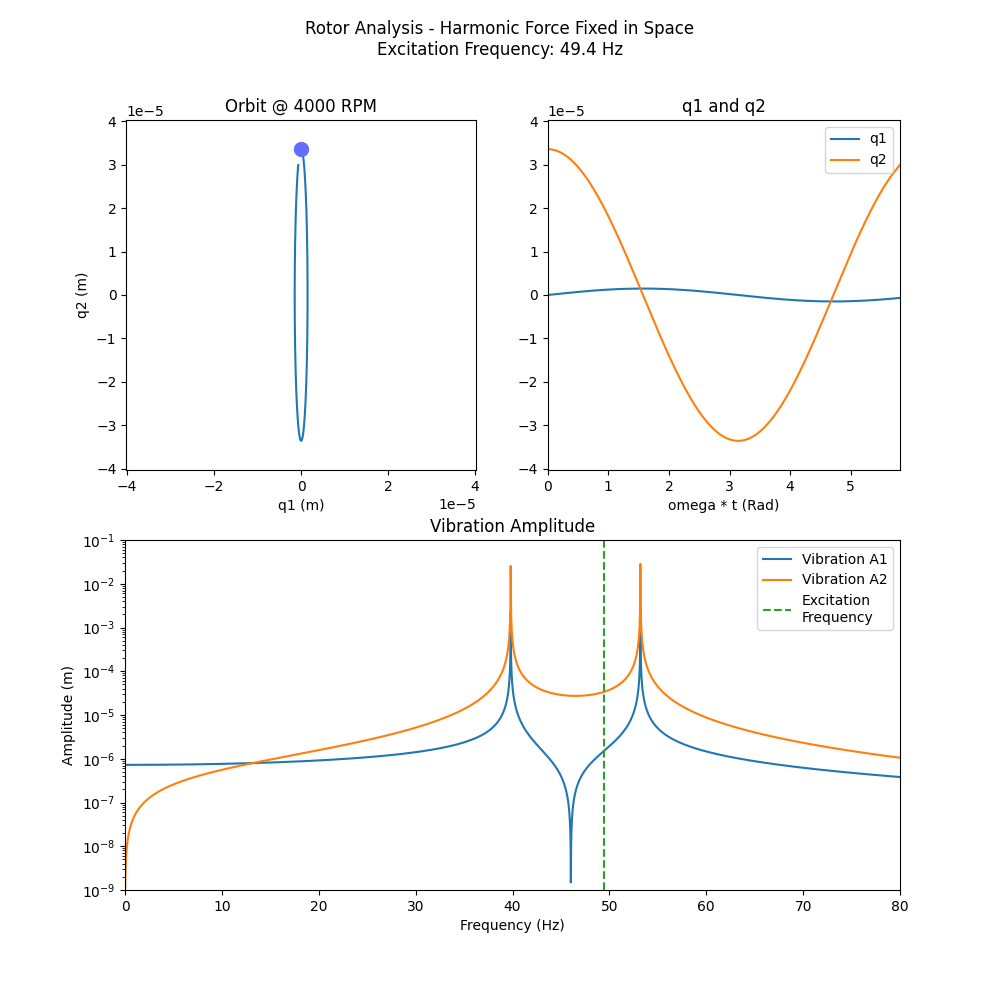 Rotor Analysis - Harmonic Force Fixed in Space
Excitation Frequency: 49.4 Hz
Orbit @ 4000 RPM
1e−5
4
3
2
1
0
−1
−2
−3
−4
q2 (m)
−4 −2 0 2 4
1e−5
q1 (m)
q1 and q2
1e−5
4
3
2
1
0
−1
−2
−3
−4
q1
q2
0 1 2 3 4 5
omega * t (Rad)
Vibration Amplitude
10⁻¹
10⁻²
10⁻³
10⁻⁴
10⁻⁵
10⁻⁶
10⁻⁷
10⁻⁸
10⁻⁹
Amplitude (m)
Vibration A1
Vibration A2
Excitation
Frequency
0 10 20 30 40 50 60 70 80
Frequency (Hz)